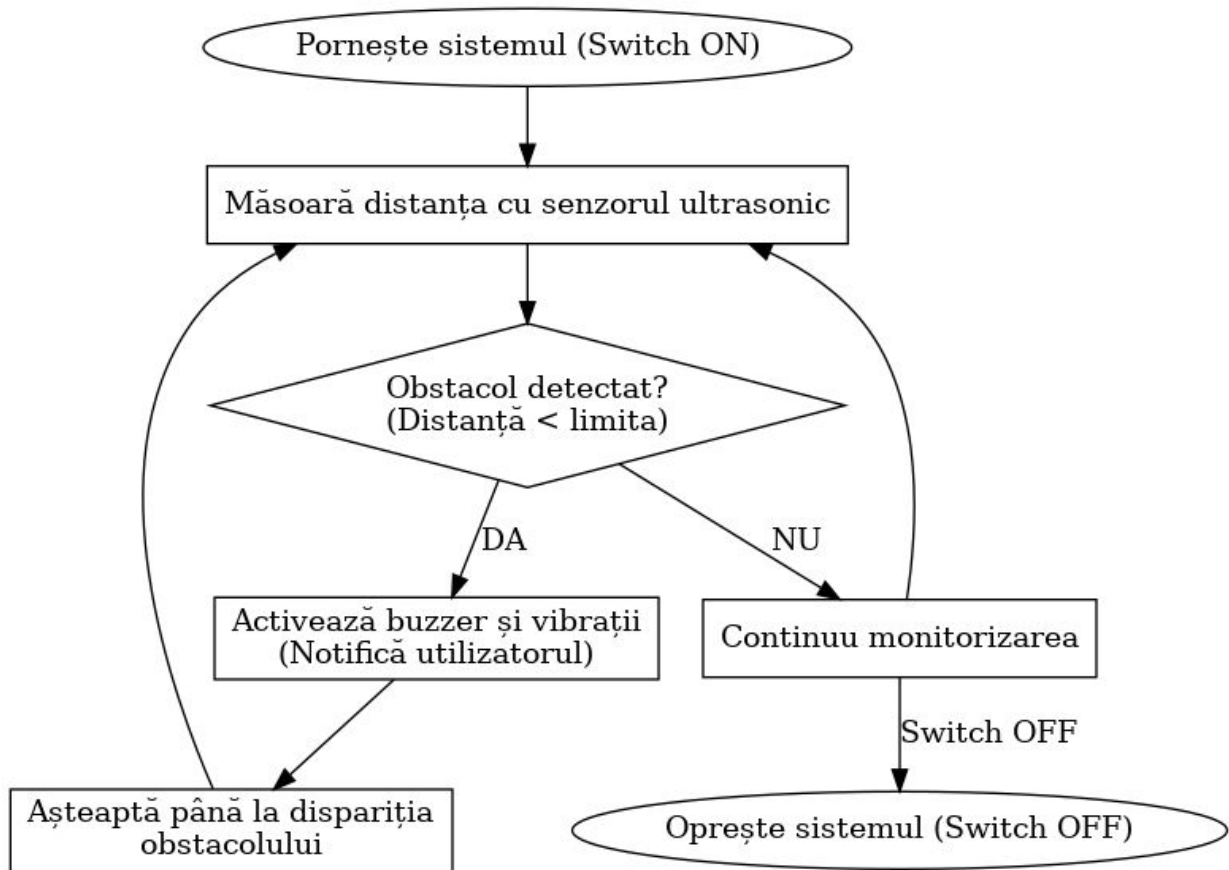 Pornește sistemul (Switch ON)
Măsoară distanța cu senzorul ultrasonic
Obstacol detectat?
(Distanță < limita)
DA
NU
Activează buzzer și vibrații
(Notifică utilizatorul)
Continuu monitorizarea
Switch OFF
Așteaptă până la dispariția
obstacolului
Oprește sistemul (Switch OFF)